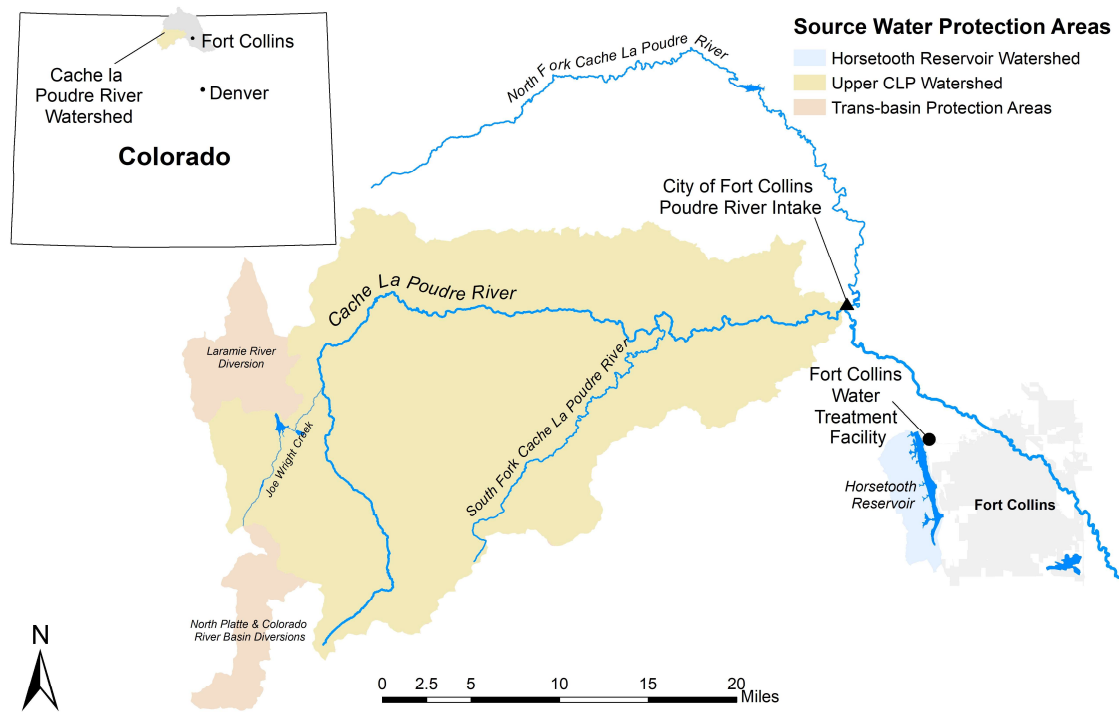 Fort Collins
Cache la
Poudre River
Watershed
Denver
Colorado
North Fork Cache La Poudre River
Source Water Protection Areas
Horsetooth Reservoir Watershed
Upper CLP Watershed
Trans-basin Protection Areas
City of Fort Collins
Poudre River Intake
Cache La Poudre River
Laramie River
Diversion
Joe Wright Creek
South Fork Cache La Poudre River
Fort Collins
Water
Treatment
Facility
Horsetooth
Reservoir
Fort Collins
North Platte & Colorado
River Basin Diversions
N
0 2.5 5 10 15 20
Miles